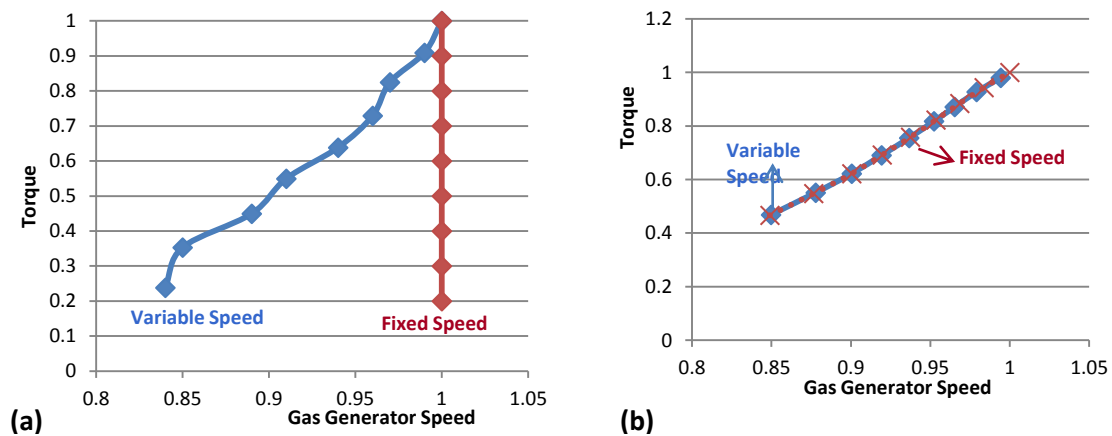 1
0.9
0.8
0.7
0.6
0.5
0.4
0.3
0.2
0.1
0
Torque
Variable Speed
Fixed Speed
0.8 0.85 0.9 0.95 1 1.05
Gas Generator Speed
(a)
1.2
1
0.8
0.6
0.4
0.2
0
Torque
Variable
Speed
Fixed Speed
0.8 0.85 0.9 0.95 1 1.05
Gas Generator Speed
(b)